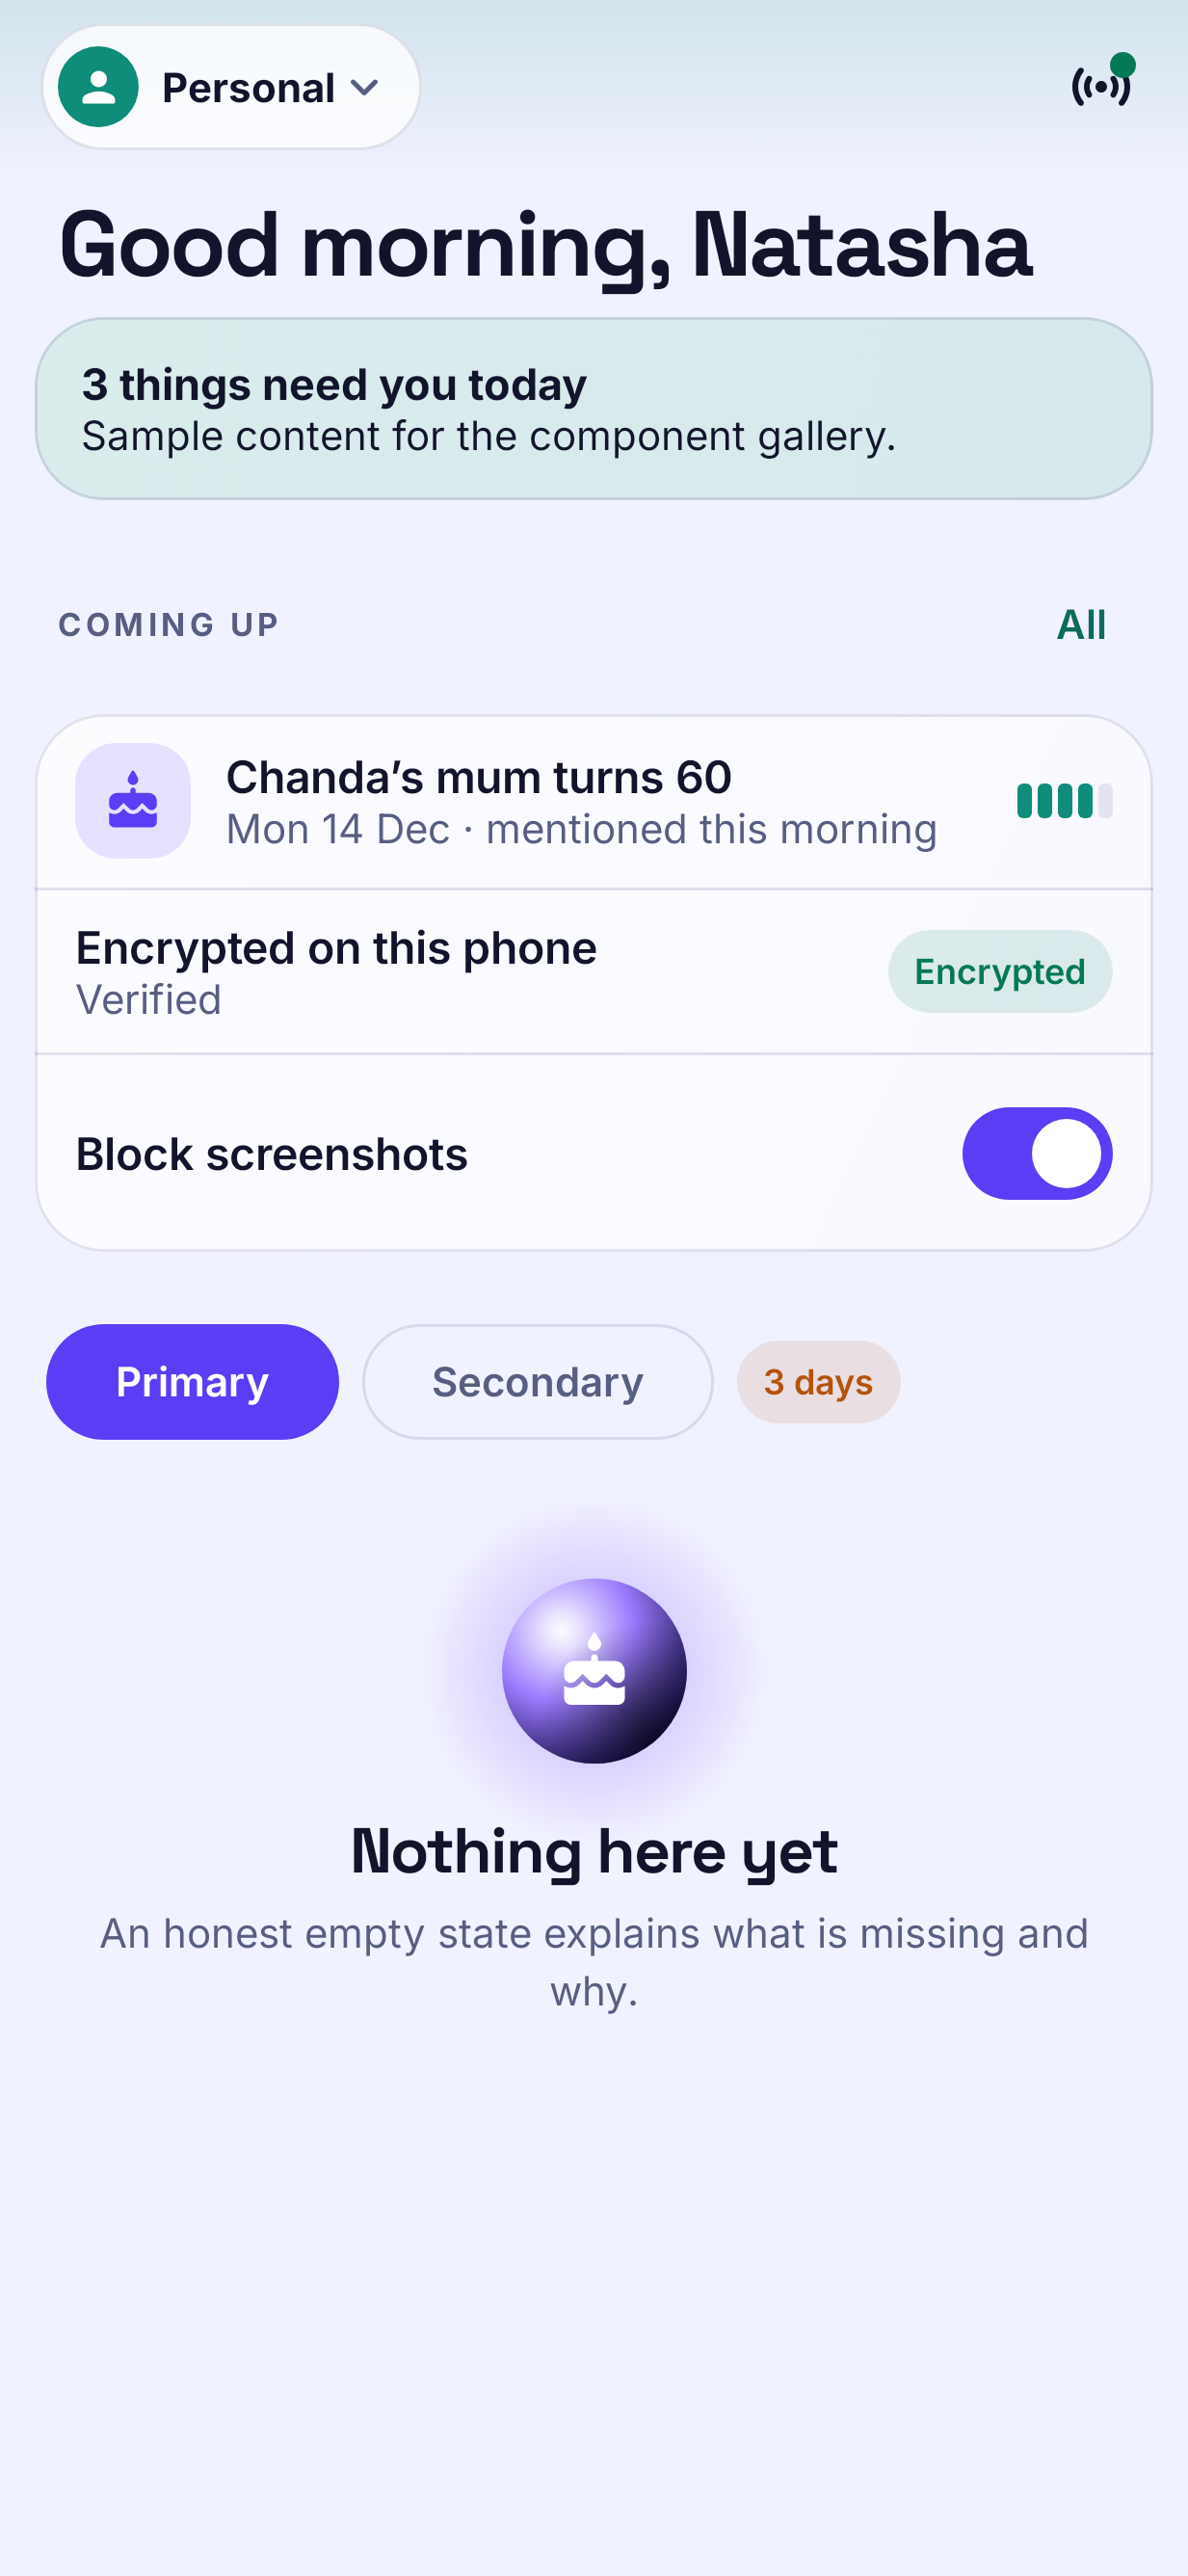 Personal
Good morning, Natasha
3 things need you today
Sample content for the component gallery.
COMING UP
All
Chanda’s mum turns 60
Mon 14 Dec · mentioned this morning
Encrypted on this phone
Verified
Encrypted
Block screenshots
Primary
Secondary
3 days
Nothing here yet
An honest empty state explains what is missing and
why.